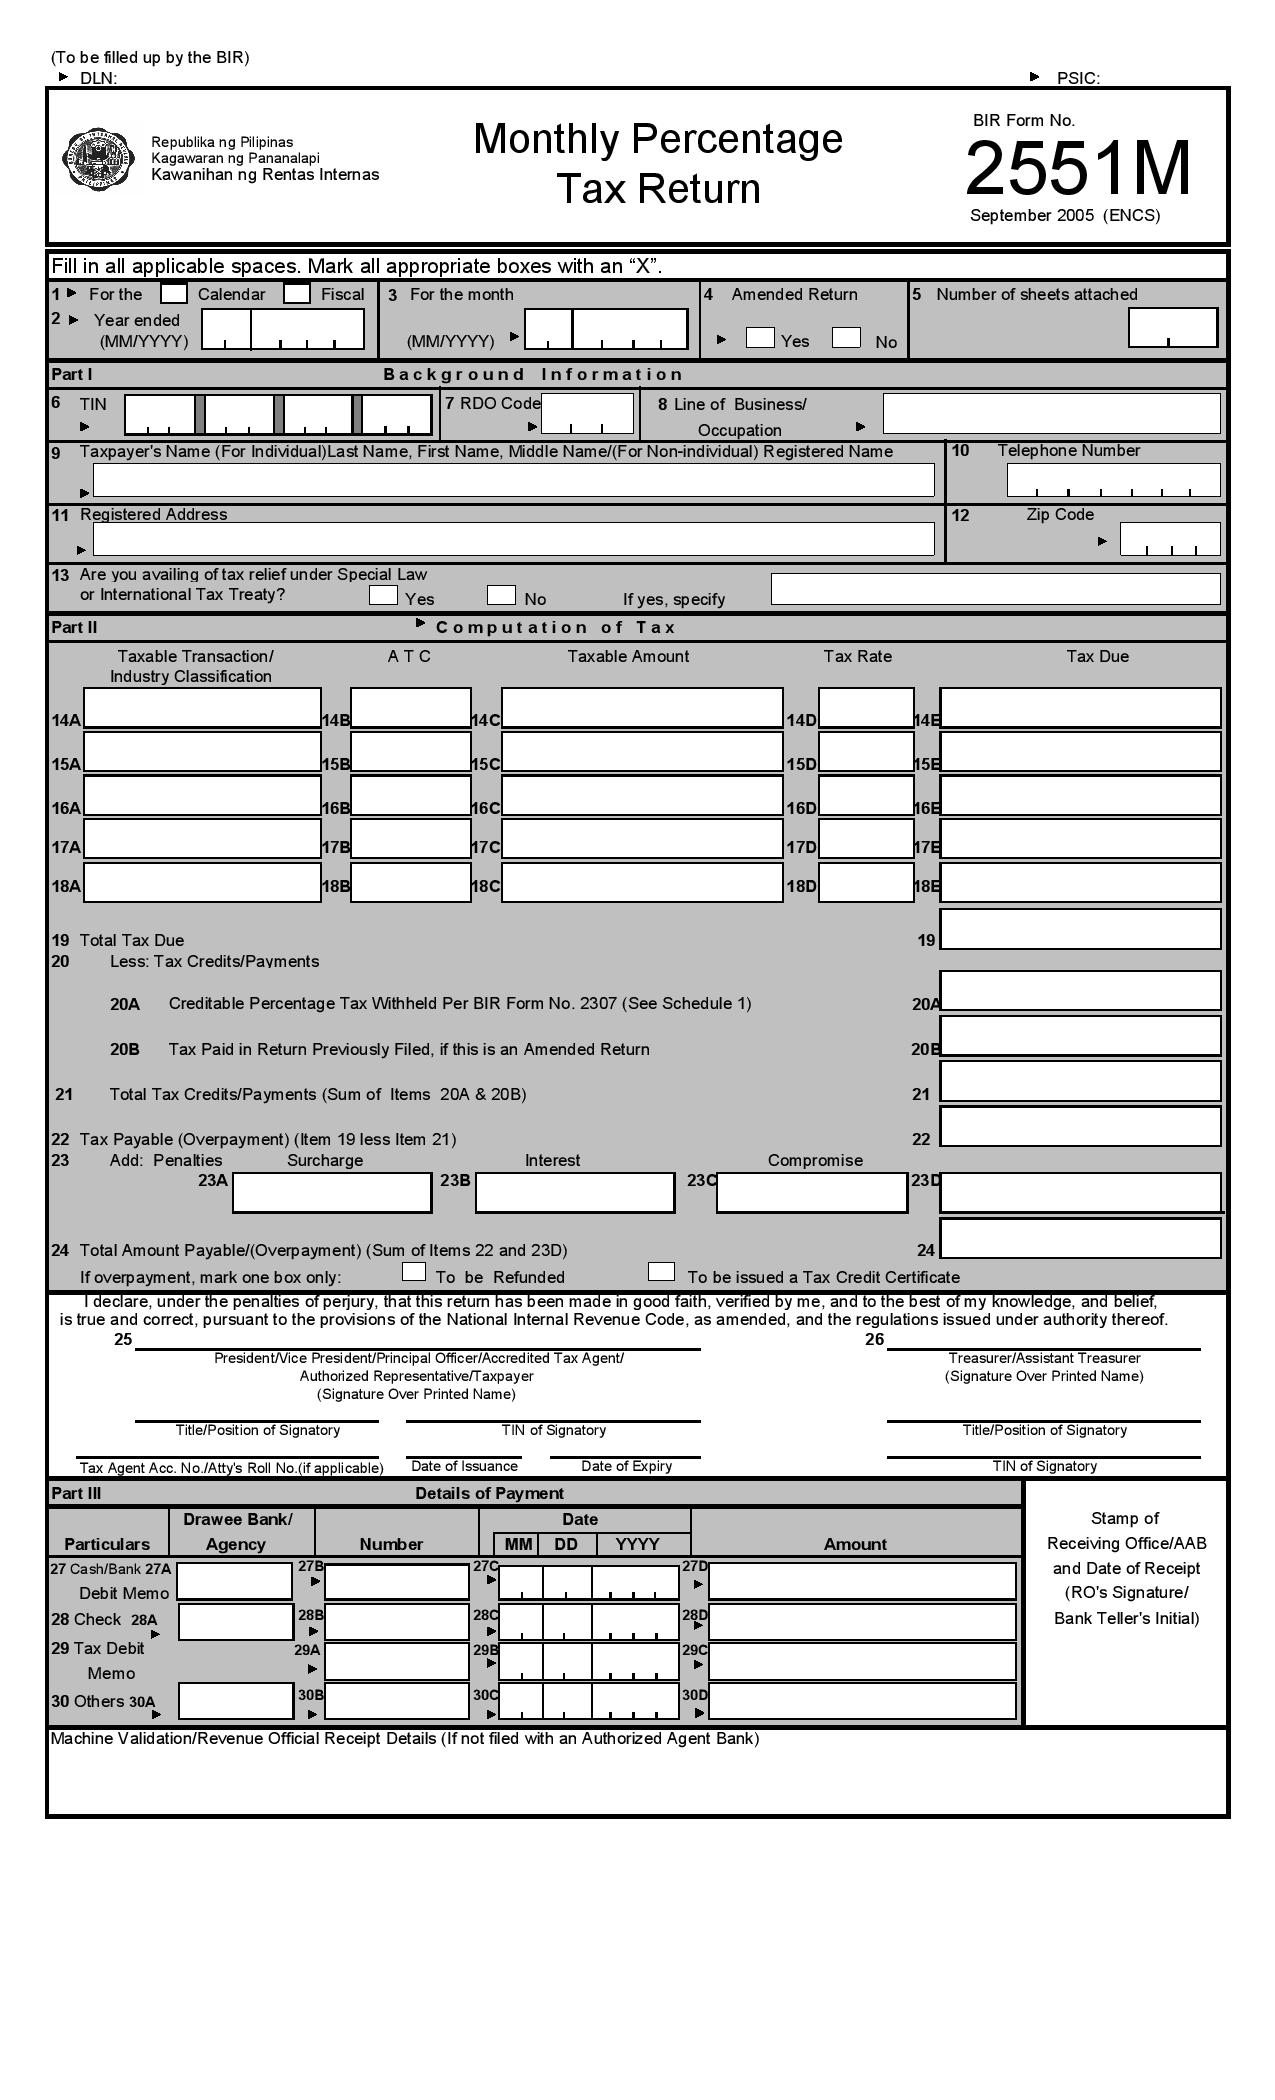 (To be filled up by the BIR)
DLN: PSIC:
Republika ng Pilipinas
Kagawaran ng Pananalapi
Kawanihan ng Rentas Internas
Monthly Percentage
Tax Return
BIR Form No.
2551M
September 2005 (ENCS)
Fill in all applicable spaces. Mark all appropriate boxes with an “X”.
1 For the Calendar Fiscal
2 Year ended
(MM/YYYY)
3 For the month
(MM/YYYY)
4 Amended Return
Yes No
5 Number of sheets attached
Part I Background Information
6 TIN
7 RDO Code
8 Line of Business/
Occupation
9 Taxpayer's Name (For Individual)Last Name, First Name, Middle Name/(For Non-individual) Registered Name
10 Telephone Number
11 Registered Address
12 Zip Code
13 Are you availing of tax relief under Special Law
or International Tax Treaty? Yes No If yes, specify
Part II Computation of Tax
Taxable Transaction/
Industry Classification
A T C
Taxable Amount
Tax Rate
Tax Due
14A 14B 14C 14D 14E
15A 15B 15C 15D 15E
16A 16B 16C 16D 16E
17A 17B 17C 17D 17E
18A 18B 18C 18D 18E
19 Total Tax Due 19
20 Less: Tax Credits/Payments
20A Creditable Percentage Tax Withheld Per BIR Form No. 2307 (See Schedule 1) 20A
20B Tax Paid in Return Previously Filed, if this is an Amended Return 20B
21 Total Tax Credits/Payments (Sum of Items 20A & 20B) 21
22 Tax Payable (Overpayment) (Item 19 less Item 21) 22
23 Add: Penalties Surcharge Interest Compromise
23A 23B 23C 23D
24 Total Amount Payable/(Overpayment) (Sum of Items 22 and 23D) 24
If overpayment, mark one box only: To be Refunded To be issued a Tax Credit Certificate
I declare, under the penalties of perjury, that this return has been made in good faith, verified by me, and to the best of my knowledge, and belief,
is true and correct, pursuant to the provisions of the National Internal Revenue Code, as amended, and the regulations issued under authority thereof.
25 26
President/Vice President/Principal Officer/Accredited Tax Agent/
Authorized Representative/Taxpayer
(Signature Over Printed Name)
Treasurer/Assistant Treasurer
(Signature Over Printed Name)
Title/Position of Signatory TIN of Signatory Title/Position of Signatory
Tax Agent Acc. No./Atty's Roll No.(if applicable) Date of Issuance Date of Expiry TIN of Signatory
Part III Details of Payment
Particulars
Drawee Bank/
Agency
Number
Date
MM DD YYYY
Amount
27 Cash/Bank 27A 27B 27C 27D
Debit Memo
28 Check 28A 28B 28C 28D
29 Tax Debit 29A 29B 29C
Memo
30 Others 30A 30B 30C 30D
Stamp of
Receiving Office/AAB
and Date of Receipt
(RO's Signature/
Bank Teller's Initial)
Machine Validation/Revenue Official Receipt Details (If not filed with an Authorized Agent Bank)